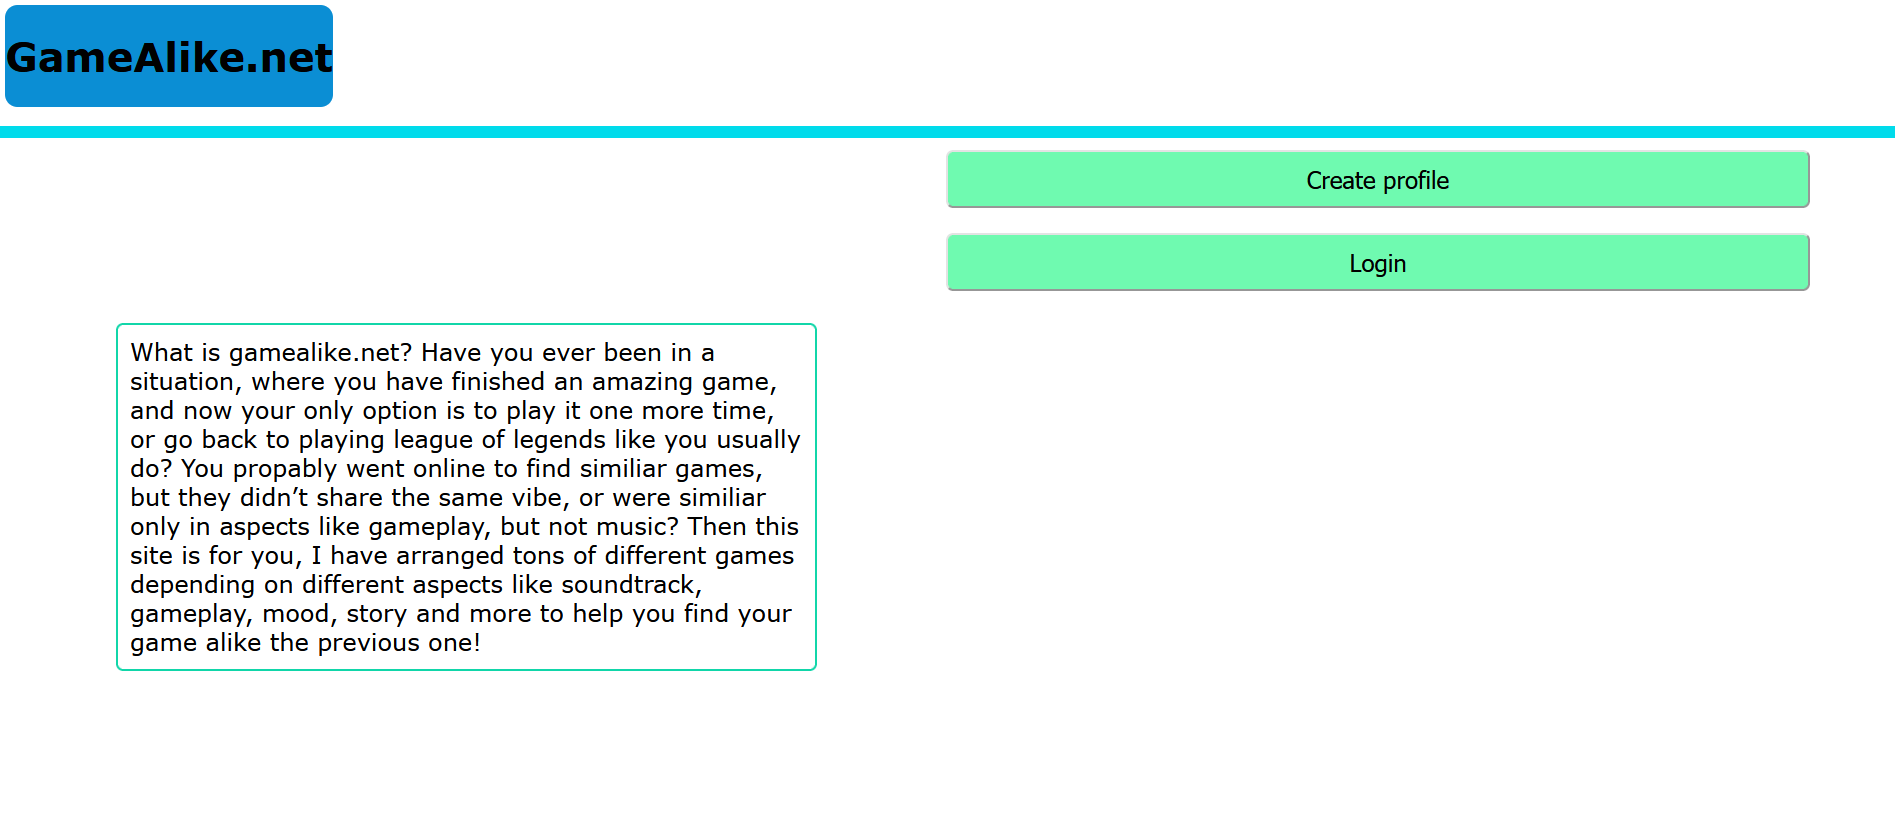 GameAlike.net
Create profile
Login
What is gamealike.net? Have you ever been in a
situation, where you have finished an amazing game,
and now your only option is to play it one more time,
or go back to playing league of legends like you usually
do? You propably went online to find similiar games,
but they didn’t share the same vibe, or were similiar
only in aspects like gameplay, but not music? Then this
site is for you, I have arranged tons of different games
depending on different aspects like soundtrack,
gameplay, mood, story and more to help you find your
game alike the previous one!